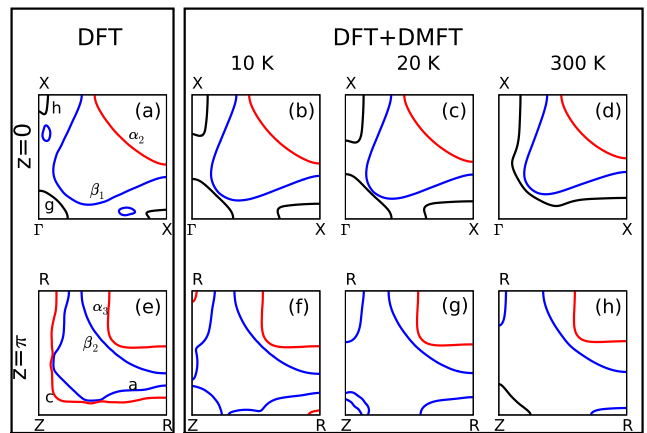 DFT
DFT+DMFT
10 K
20 K
300 K
z=0
X
h
(a)
α₂
β₁
g
Γ
X
X
(b)
Γ
X
X
(c)
Γ
X
X
(d)
Γ
X
z=π
R
(e)
α₃
β₂
a
c
Z
R
R
(f)
Z
R
R
(g)
Z
R
R
(h)
Z
R